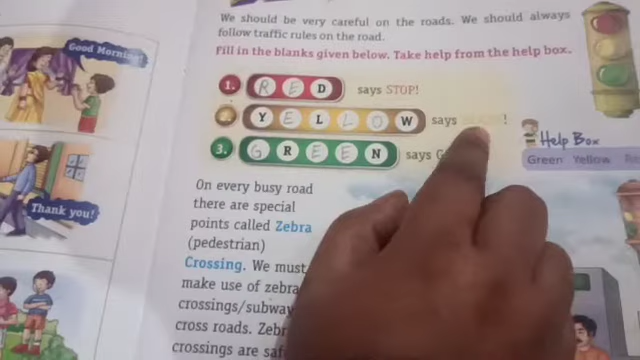 We should be very careful on the roads. We should always
follow traffic rules on the road.
Fill in the blanks given below. Take help from the help box.
1. RED says STOP!
YELLOW says !
3. GREEN says G
Good Morning
Thank you!
Help Box
Green Yellow
On every busy road
there are special
points called Zebra
(pedestrian)
Crossing. We must
make use of zebra
crossings/subway
cross roads. Zebr
crossings are saf